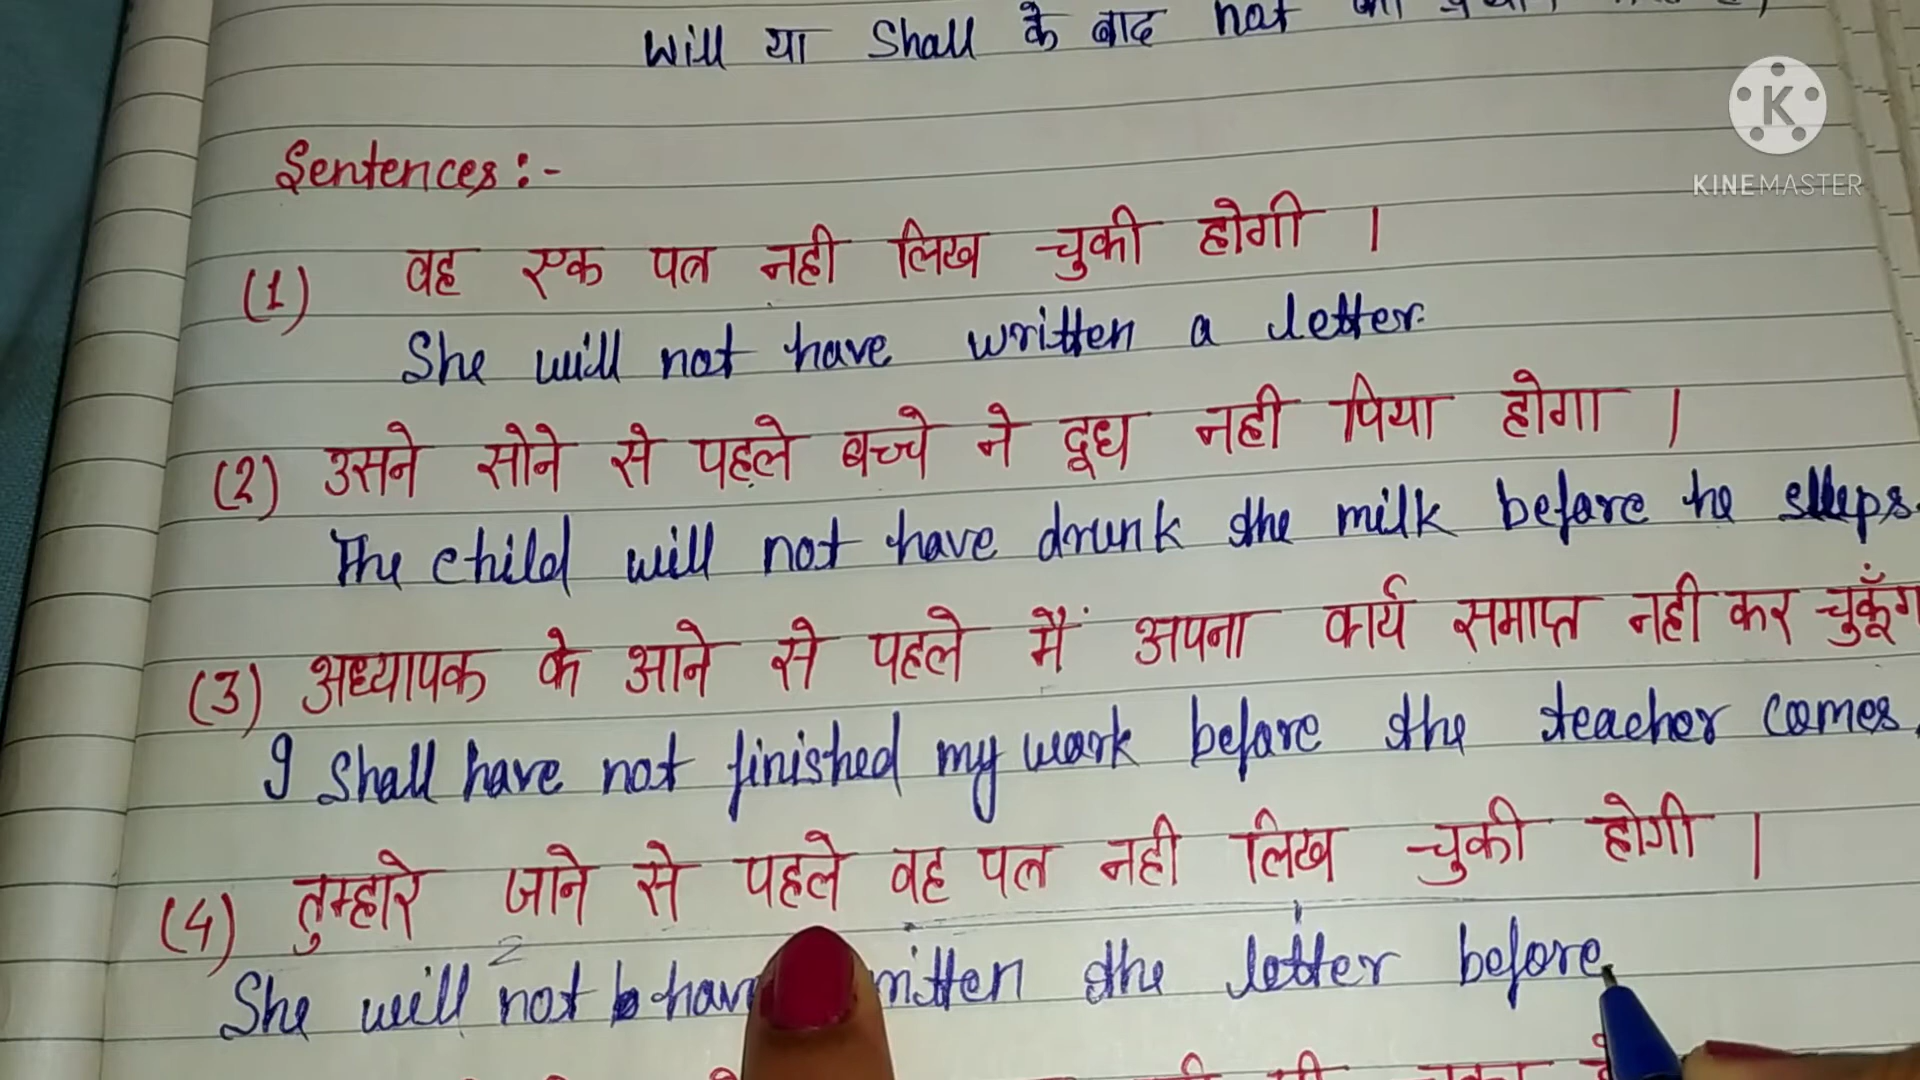 Will या Shall के बाद not का
KINEMASTER
Sentences:-
(1) वह एक पत्र नही लिख चुकी होगी ।
She will not have written a letter.
(2) उसने सोने से पहले बच्चे ने दूध नही पिया होगा ।
The child will not have drunk the milk before he sleeps.
(3) अध्यापक के आने से पहले मैं अपना कार्य समाप्त नही कर चुकूँग
I shall have not finished my work before the teacher comes.
(4) तुम्हारे जाने से पहले वह पत्र नही लिख चुकी होगी ।
She will not have written the letter before